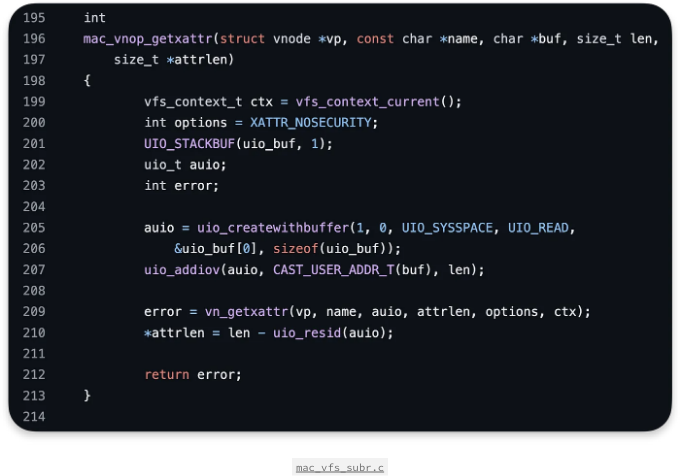 195 int
196 mac_vnop_getxattr(struct vnode *vp, const char *name, char *buf, size_t len,
197     size_t *attrlen)
198 {
199         vfs_context_t ctx = vfs_context_current();
200         int options = XATTR_NOSECURITY;
201         UIO_STACKBUF(uio_buf, 1);
202         uio_t auio;
203         int error;
204
205         auio = uio_createwithbuffer(1, 0, UIO_SYSSPACE, UIO_READ,
206             &uio_buf[0], sizeof(uio_buf));
207         uio_addiov(auio, CAST_USER_ADDR_T(buf), len);
208
209         error = vn_getxattr(vp, name, auio, attrlen, options, ctx);
210         *attrlen = len - uio_resid(auio);
211
212         return error;
213 }
214
mac_vfs_subr.c